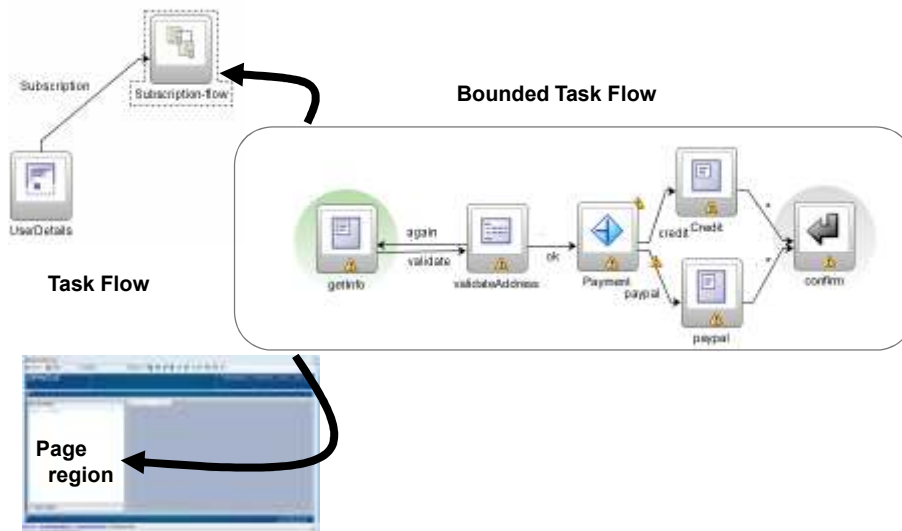 Subscription
Subscription-flow
UserDetails
Task Flow
Bounded Task Flow
getInfo
again
validate
validateAddress
ok
Payment
credit
Credit
paypal
paypal
*
*
confirm
Page
region